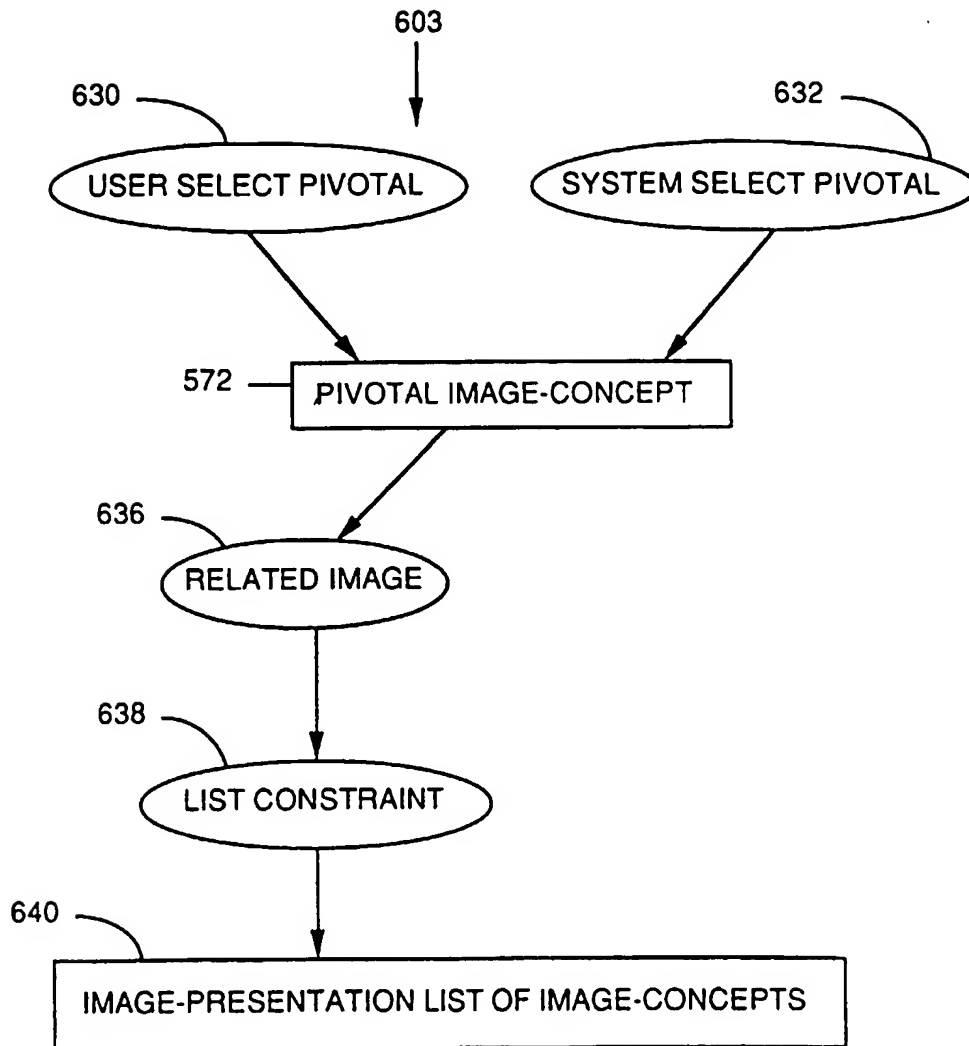 603
630
632
USER SELECT PIVOTAL
SYSTEM SELECT PIVOTAL
572
PIVOTAL IMAGE-CONCEPT
636
RELATED IMAGE
638
LIST CONSTRAINT
640
IMAGE-PRESENTATION LIST OF IMAGE-CONCEPTS